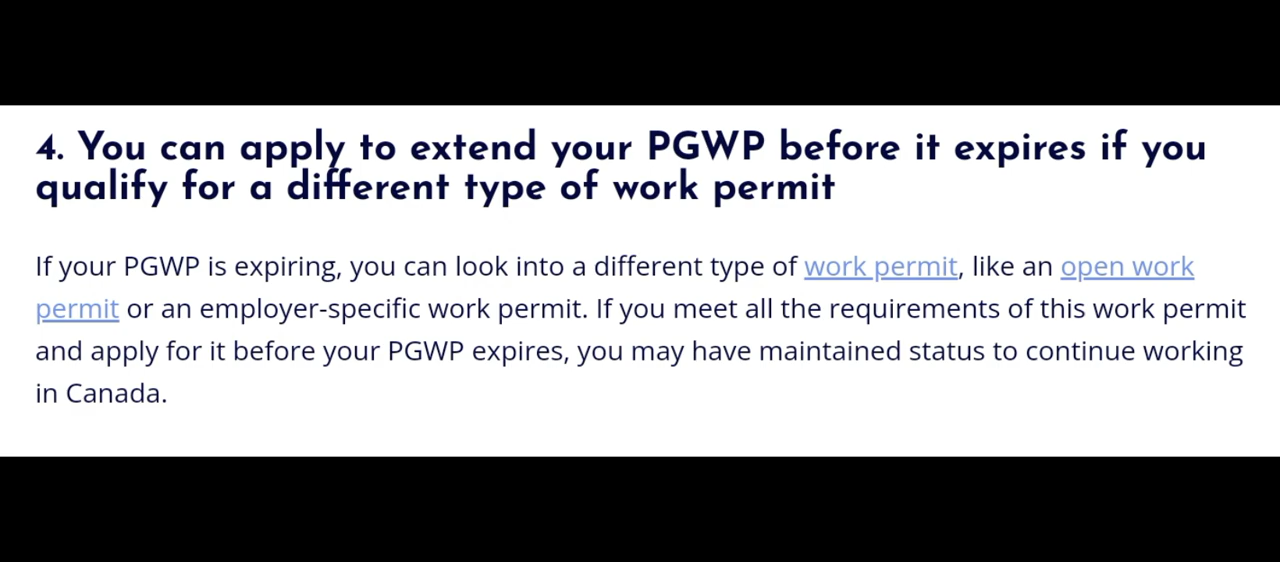 4. You can apply to extend your PGWP before it expires if you
qualify for a different type of work permit
If your PGWP is expiring, you can look into a different type of work permit, like an open work
permit or an employer-specific work permit. If you meet all the requirements of this work permit
and apply for it before your PGWP expires, you may have maintained status to continue working
in Canada.